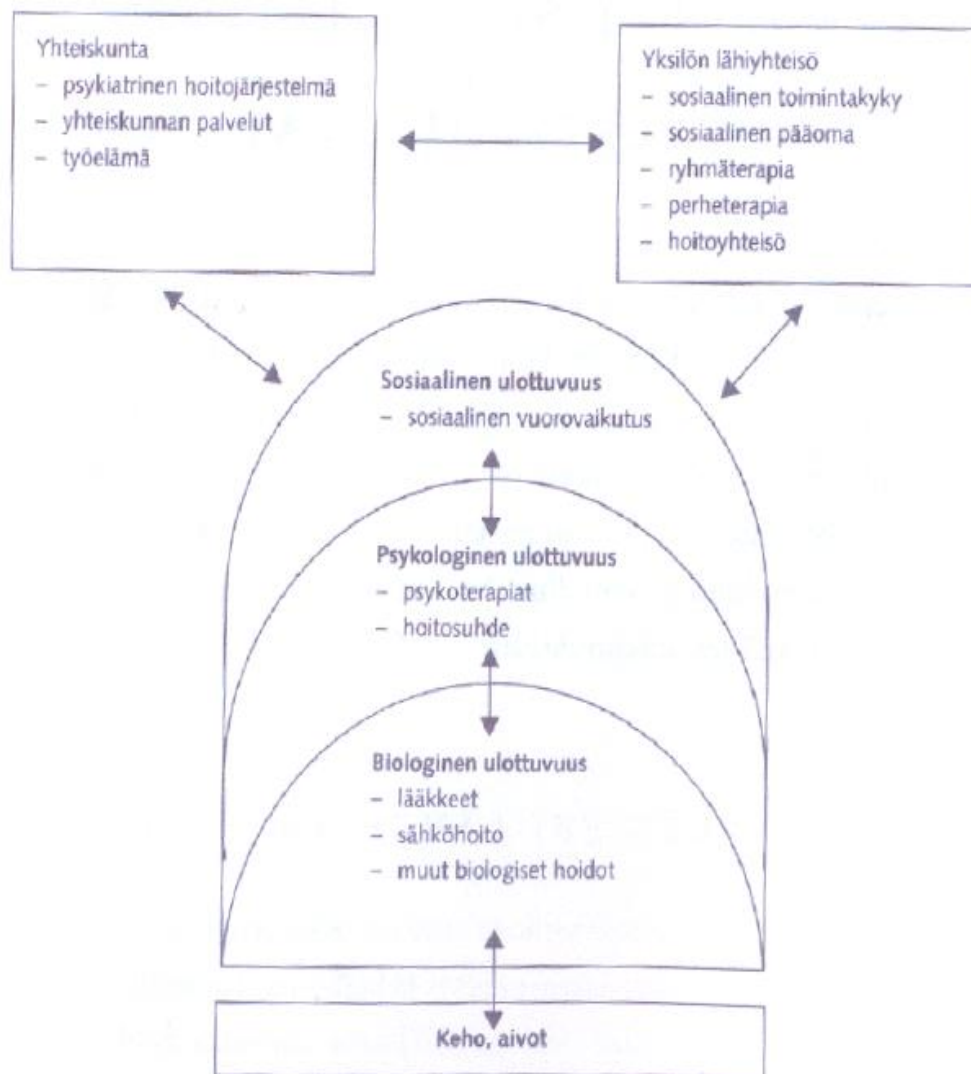 Yhteiskunta
– psykiatrinen hoitojärjestelmä
– yhteiskunnan palvelut
– työelämä
Yksilön lähiyhteisö
– sosiaalinen toimintakyky
– sosiaalinen pääoma
– ryhmäterapia
– perheterapia
– hoitoyhteisö
Sosiaalinen ulottuvuus
– sosiaalinen vuorovaikutus
Psykologinen ulottuvuus
– psykoterapiat
– hoitosuhde
Biologinen ulottuvuus
– lääkkeet
– sähköhoito
– muut biologiset hoidot
Keho, aivot